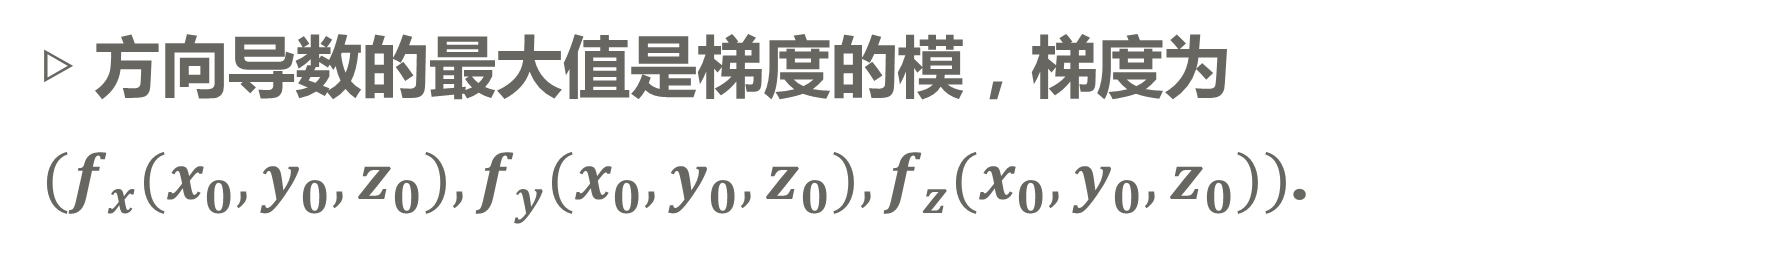 ▷ 方向导数的最大值是梯度的模，梯度为
(f_x(x_0, y_0, z_0), f_y(x_0, y_0, z_0), f_z(x_0, y_0, z_0)).